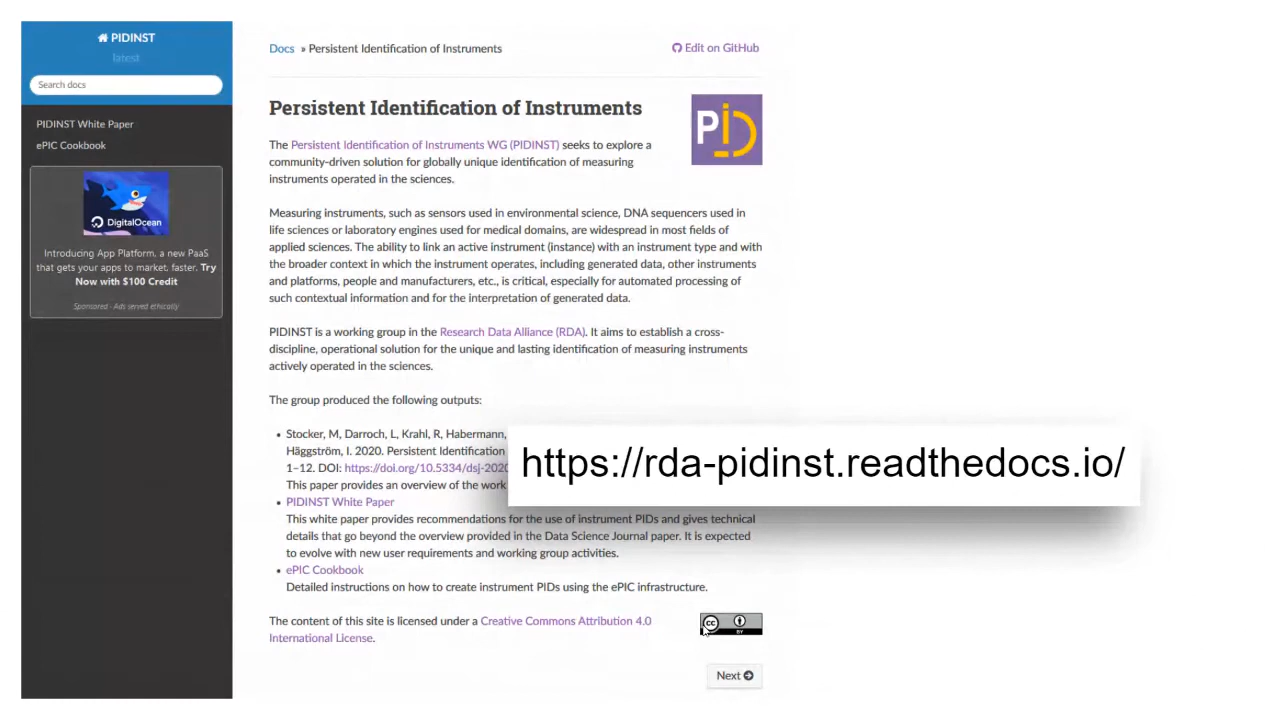 PIDINST
latest
Search docs
PIDINST White Paper
ePIC Cookbook
DigitalOcean
Introducing App Platform, a new PaaS
that gets your apps to market, faster. Try
Now with $100 Credit
Sponsored · Ads served ethically
Docs » Persistent Identification of Instruments
Edit on GitHub
Persistent Identification of Instruments
PiD
The Persistent Identification of Instruments WG (PIDINST) seeks to explore a
community-driven solution for globally unique identification of measuring
instruments operated in the sciences.
Measuring instruments, such as sensors used in environmental science, DNA sequencers used in
life sciences or laboratory engines used for medical domains, are widespread in most fields of
applied sciences. The ability to link an active instrument (instance) with an instrument type and with
the broader context in which the instrument operates, including generated data, other instruments
and platforms, people and manufacturers, etc., is critical, especially for automated processing of
such contextual information and for the interpretation of generated data.
PIDINST is a working group in the Research Data Alliance (RDA). It aims to establish a cross-
discipline, operational solution for the unique and lasting identification of measuring instruments
actively operated in the sciences.
The group produced the following outputs:
• Stocker, M, Darroch, L, Krahl, R, Habermann,
Häggström, I. 2020. Persistent Identification
1–12. DOI: https://doi.org/10.5334/dsj-2020
This paper provides an overview of the work
https://rda-pidinst.readthedocs.io/
• PIDINST White Paper
This white paper provides recommendations for the use of instrument PIDs and gives technical
details that go beyond the overview provided in the Data Science Journal paper. It is expected
to evolve with new user requirements and working group activities.
• ePIC Cookbook
Detailed instructions on how to create instrument PIDs using the ePIC infrastructure.
The content of this site is licensed under a Creative Commons Attribution 4.0
International License.
cc
BY
Next